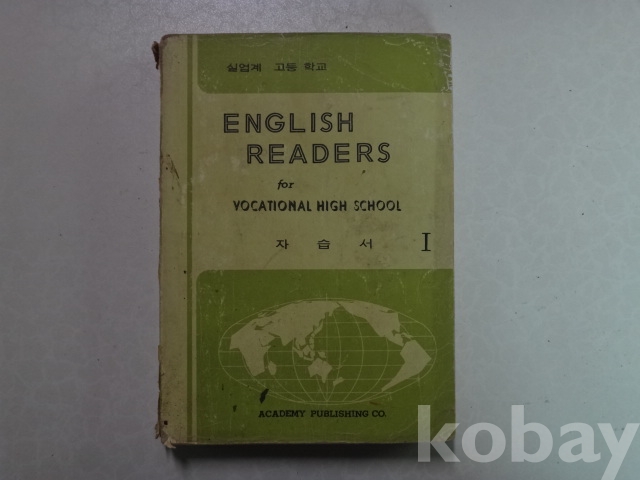 실업계 고등 학교
ENGLISH
READERS
for
VOCATIONAL HIGH SCHOOL
자 습 서 I
ACADEMY PUBLISHING CO.
kobay